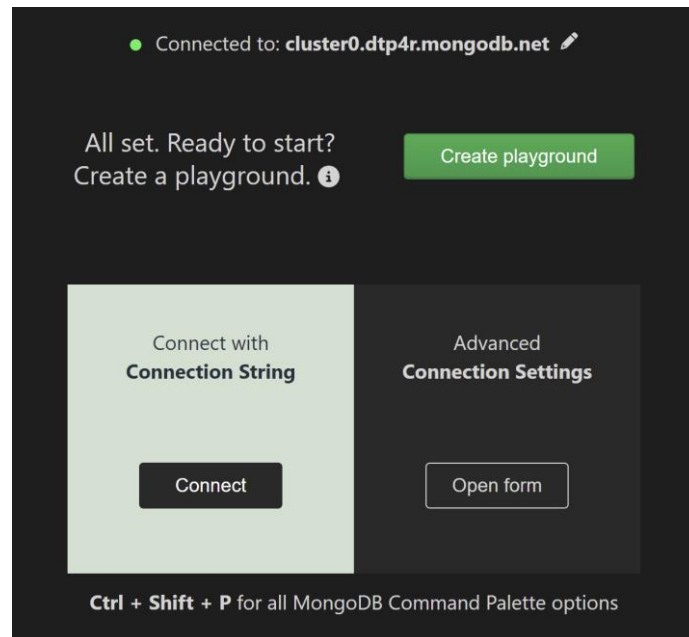 Connected to: cluster0.dtp4r.mongodb.net
All set. Ready to start?
Create a playground.
Create playground
Connect with
Connection String
Connect
Advanced
Connection Settings
Open form
Ctrl + Shift + P for all MongoDB Command Palette options